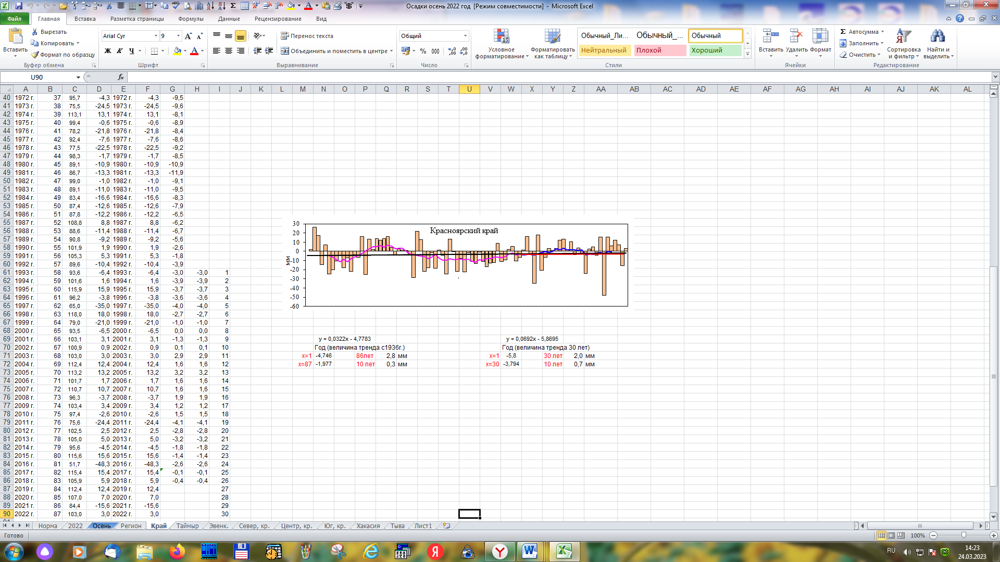 Осадки осень 2022 год  [Режим совместимости]  -  Microsoft Excel
Файл Главная Вставка Разметка страницы Формулы Данные Рецензирование Вид
Вставить Вырезать Копировать Формат по образцу Буфер обмена
Arial Cyr 9 Ж К Ч Шрифт
Перенос текста Объединить и поместить в центре Выравнивание
Общий % 000 Число
Условное форматирование Форматировать как таблицу
Обычный_Ли... Обычный_... Обычный
Нейтральный Плохой Хороший
Стили
Вставить Удалить Формат Ячейки
Σ Автосумма Заполнить Очистить Сортировка и фильтр Найти и выделить Редактирование
U90 fx
A B C D E F G H I J K L M N O P Q R S T U V W X Y Z AA AB AC AD AE AF AG AH AI AJ AK AL
40 1972 г. 37 95,7 -4,3 1972 г. -4,3 -9,5
41 1973 г. 38 75,5 -24,5 1973 г. -24,5 -9,6
42 1974 г. 39 113,1 13,1 1974 г. 13,1 -8,1
43 1975 г. 40 99,4 -0,6 1975 г. -0,6 -8,9
44 1976 г. 41 78,2 -21,8 1976 г. -21,8 -8,4
45 1977 г. 42 92,4 -7,6 1977 г. -7,6 -8,6
46 1978 г. 43 77,5 -22,5 1978 г. -22,5 -9,2
47 1979 г. 44 98,3 -1,7 1979 г. -1,7 -8,5
48 1980 г. 45 89,1 -10,9 1980 г. -10,9 -10,9
49 1981 г. 46 86,7 -13,3 1981 г. -13,3 -11,9
50 1982 г. 47 99,0 -1,0 1982 г. -1,0 -9,1
51 1983 г. 48 89,1 -11,0 1983 г. -11,0 -9,5
52 1984 г. 49 83,4 -16,6 1984 г. -16,6 -8,3
53 1985 г. 50 87,4 -12,6 1985 г. -12,6 -7,9
54 1986 г. 51 87,8 -12,2 1986 г. -12,2 -6,5
55 1987 г. 52 108,8 8,8 1987 г. 8,8 -6,2
56 1988 г. 53 88,6 -11,4 1988 г. -11,4 -6,7
57 1989 г. 54 90,8 -9,2 1989 г. -9,2 -5,6
58 1990 г. 55 101,9 1,9 1990 г. 1,9 -2,6
59 1991 г. 56 105,3 5,3 1991 г. 5,3 -1,8
60 1992 г. 57 89,6 -10,4 1992 г. -10,4 -3,9
61 1993 г. 58 93,6 -6,4 1993 г. -6,4 -3,0 -3,0 1
62 1994 г. 59 101,6 1,6 1994 г. 1,6 -3,9 -3,9 2
63 1995 г. 60 115,9 15,9 1995 г. 15,9 -3,7 -3,7 3
64 1996 г. 61 96,2 -3,8 1996 г. -3,8 -3,6 -3,6 4
65 1997 г. 62 65,0 -35,0 1997 г. -35,0 -4,0 -4,0 5
66 1998 г. 63 118,0 18,0 1998 г. 18,0 -2,7 -2,7 6
67 1999 г. 64 79,0 -21,0 1999 г. -21,0 -1,0 -1,0 7
68 2000 г. 65 93,5 -6,5 2000 г. -6,5 0,0 0,0 8
69 2001 г. 66 103,1 3,1 2001 г. 3,1 -1,3 -1,3 9
70 2002 г. 67 100,9 0,9 2002 г. 0,9 0,1 0,1 10
71 2003 г. 68 103,0 3,0 2003 г. 3,0 2,9 2,9 11
72 2004 г. 69 112,4 12,4 2004 г. 12,4 1,6 1,6 12
73 2005 г. 70 113,2 13,2 2005 г. 13,2 3,2 3,2 13
74 2006 г. 71 101,7 1,7 2006 г. 1,7 1,6 1,6 14
75 2007 г. 72 110,7 10,7 2007 г. 10,7 1,6 1,6 15
76 2008 г. 73 96,3 -3,7 2008 г. -3,7 1,9 1,9 16
77 2009 г. 74 103,4 3,4 2009 г. 3,4 1,2 1,2 17
78 2010 г. 75 97,4 -2,6 2010 г. -2,6 1,5 1,5 18
79 2011 г. 76 75,6 -24,4 2011 г. -24,4 -4,1 -4,1 19
80 2012 г. 77 102,5 2,5 2012 г. 2,5 -2,8 -2,8 20
81 2013 г. 78 105,0 5,0 2013 г. 5,0 -3,2 -3,2 21
82 2014 г. 79 95,6 -4,5 2014 г. -4,5 -1,8 -1,8 22
83 2015 г. 80 115,6 15,6 2015 г. 15,6 -1,4 -1,4 23
84 2016 г. 81 51,7 -48,3 2016 г. -48,3 -2,6 -2,6 24
85 2017 г. 82 115,4 15,4 2017 г. 15,4 -0,1 -0,1 25
86 2018 г. 83 105,9 5,9 2018 г. 5,9 -0,4 -0,4 26
87 2019 г. 84 112,4 12,4 2019 г. 12,4 27
88 2020 г. 85 107,0 7,0 2020 г. 7,0 28
89 2021 г. 86 84,4 -15,6 2021 г. -15,6 29
90 2022 г. 87 103,0 3,0 2022 г. 3,0 30
Красноярский край
мм
30
20
10
0
-10
-20
-30
-40
-50
-60
y = 0,0322x - 4,7783
Год (величина тренда с1936г.)
x=1 -4,746 86лет 2,8 мм
x=87 -1,977 10 лет 0,3 мм
y = 0,0692x - 5,8695
Год (величина тренда 30 лет)
x=1 -5,8 30 лет 2,0 мм
x=30 -3,794 10 лет 0,7 мм
Норма 2022 Осень Регион Край Таймыр Эвенк. Север, кр. Центр, кр. Юг, кр. Хакасия Тыва Лист1
Готово 100%
RU 14:23
24.03.2023